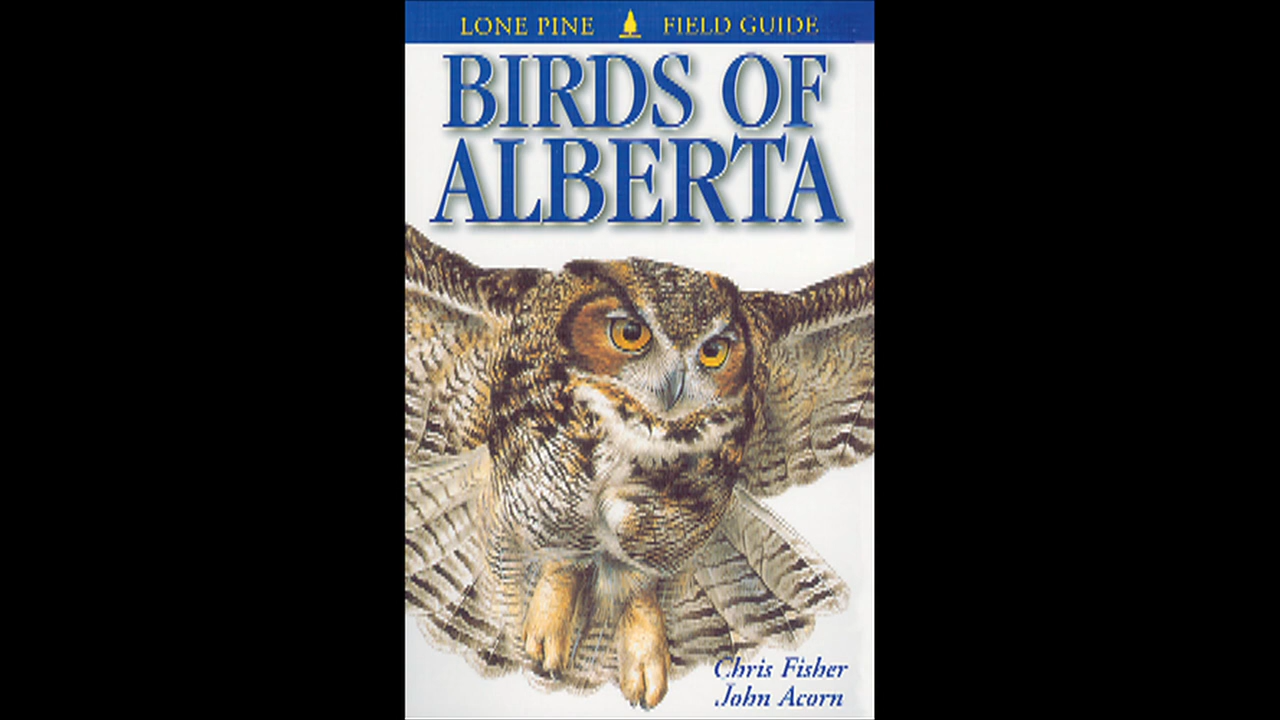 LONE PINE FIELD GUIDE
BIRDS OF
ALBERTA
Chris Fisher
John Acorn